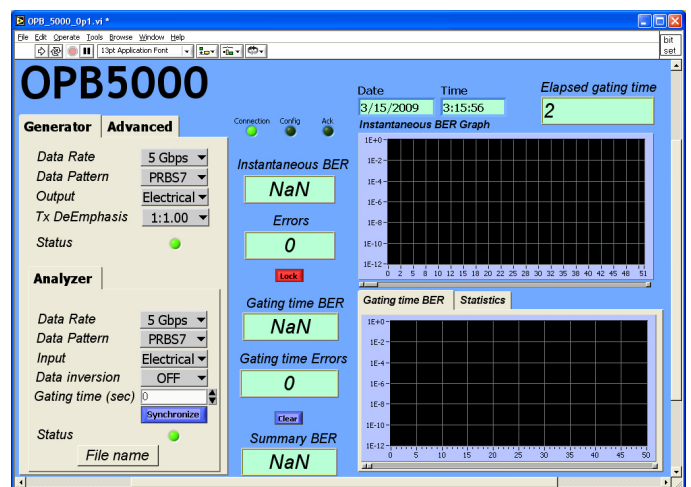 OPB_5000_0p1.vi *
File Edit Operate Tools Browse Window Help
13pt Application Font
bit
set
OPB5000
Date
Time
Elapsed gating time
3/15/2009
3:15:56
2
Generator
Advanced
Connection
Config
Ack
Instantaneous BER Graph
Data Rate
5 Gbps
Data Pattern
PRBS7
Output
Electrical
Tx DeEmphasis
1:1.00
Status
Instantaneous BER
NaN
Errors
0
Lock
1E+0
1E-2
1E-4
1E-6
1E-8
1E-10
1E-12
0 2 5 8 10 12 15 18 20 22 25 28 30 32 35 38 40 42 45 48 51
Analyzer
Data Rate
5 Gbps
Data Pattern
PRBS7
Input
Electrical
Data inversion
OFF
Gating time (sec)
0
Synchronize
Status
File name
Gating time BER
NaN
Gating time Errors
0
Clear
Summary BER
NaN
Gating time BER
Statistics
1E+0
1E-2
1E-4
1E-6
1E-8
1E-10
1E-12
0 5 10 15 20 25 30 35 40 45 50